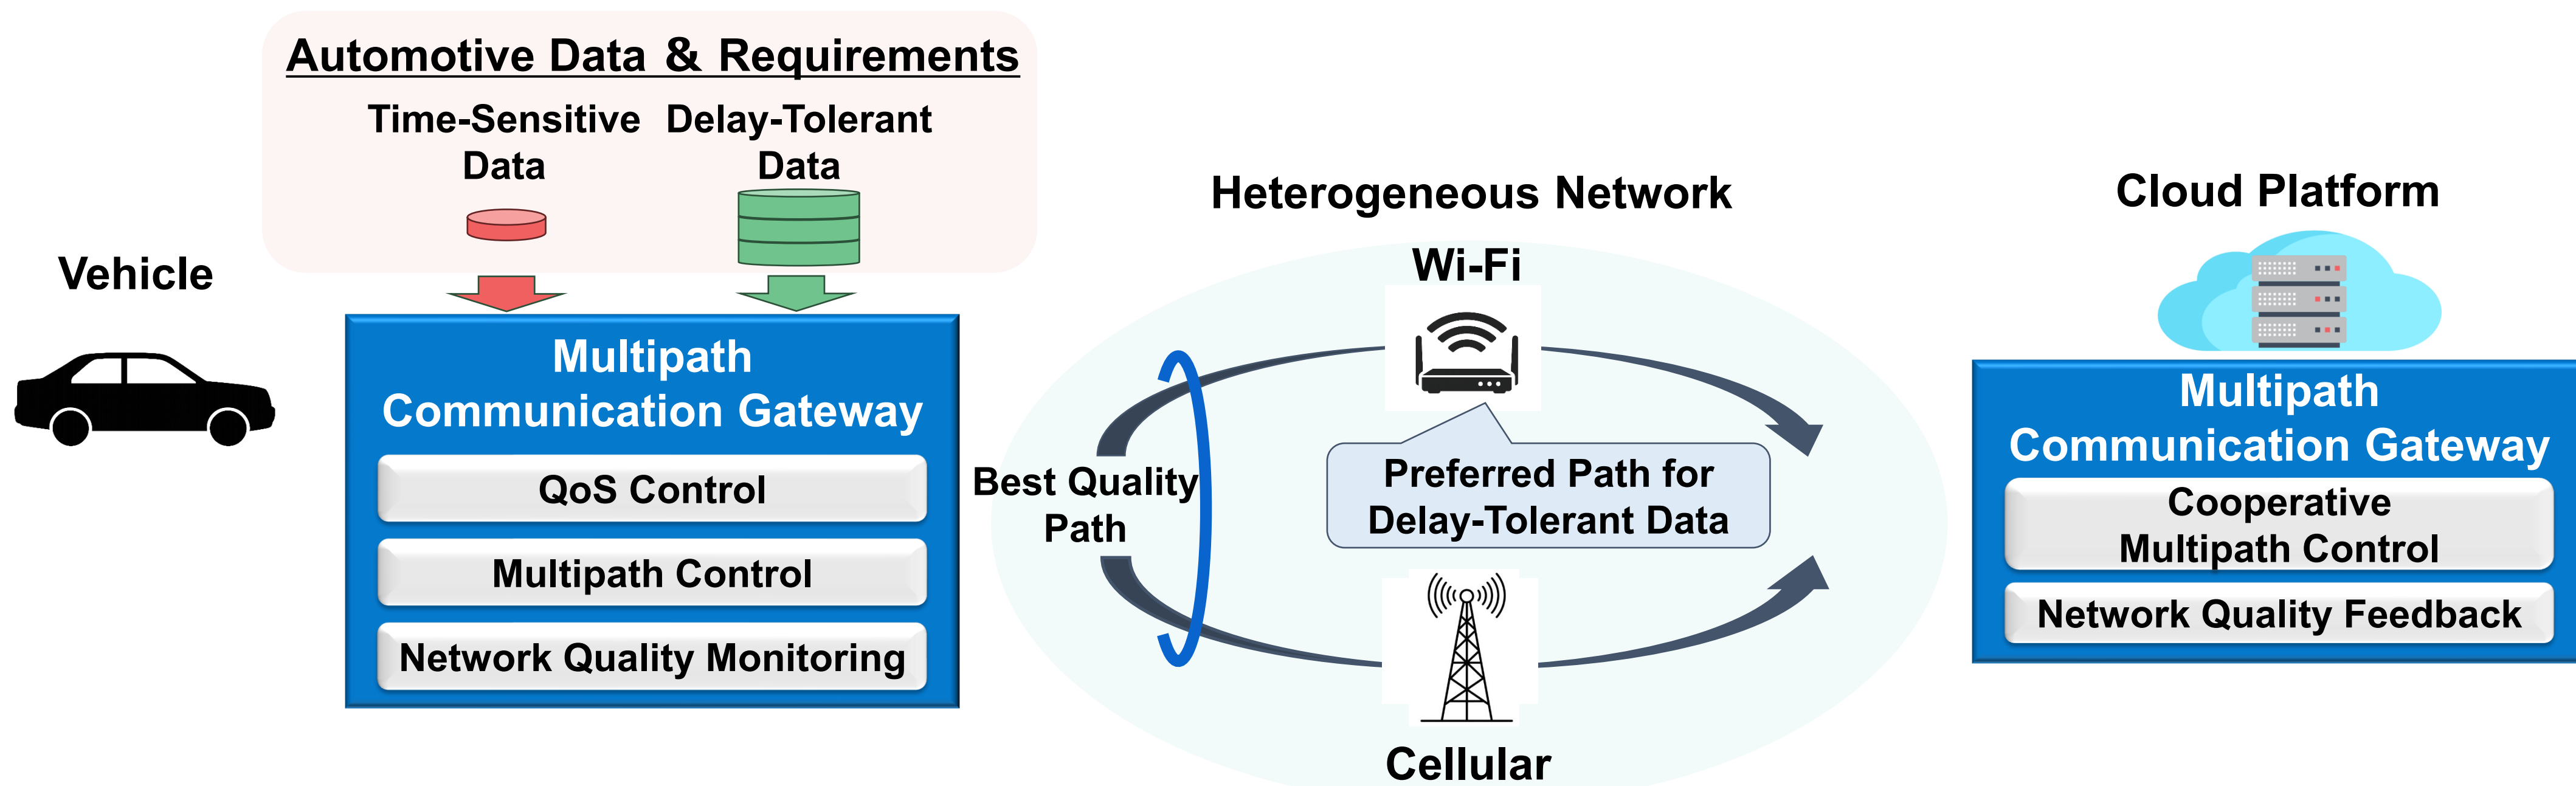 Automotive Data & Requirements
Time-Sensitive
Data
Delay-Tolerant
Data
Vehicle
Multipath
Communication Gateway
QoS Control
Multipath Control
Network Quality Monitoring
Heterogeneous Network
Wi-Fi
Best Quality
Path
Preferred Path for
Delay-Tolerant Data
Cellular
Cloud Platform
Multipath
Communication Gateway
Cooperative
Multipath Control
Network Quality Feedback